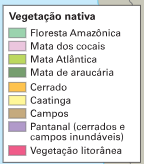 Vegetação nativa
Floresta Amazônica
Mata dos cocais
Mata Atlântica
Mata de araucária
Cerrado
Caatinga
Campos
Pantanal (cerrados e
campos inundáveis)
Vegetação litorânea